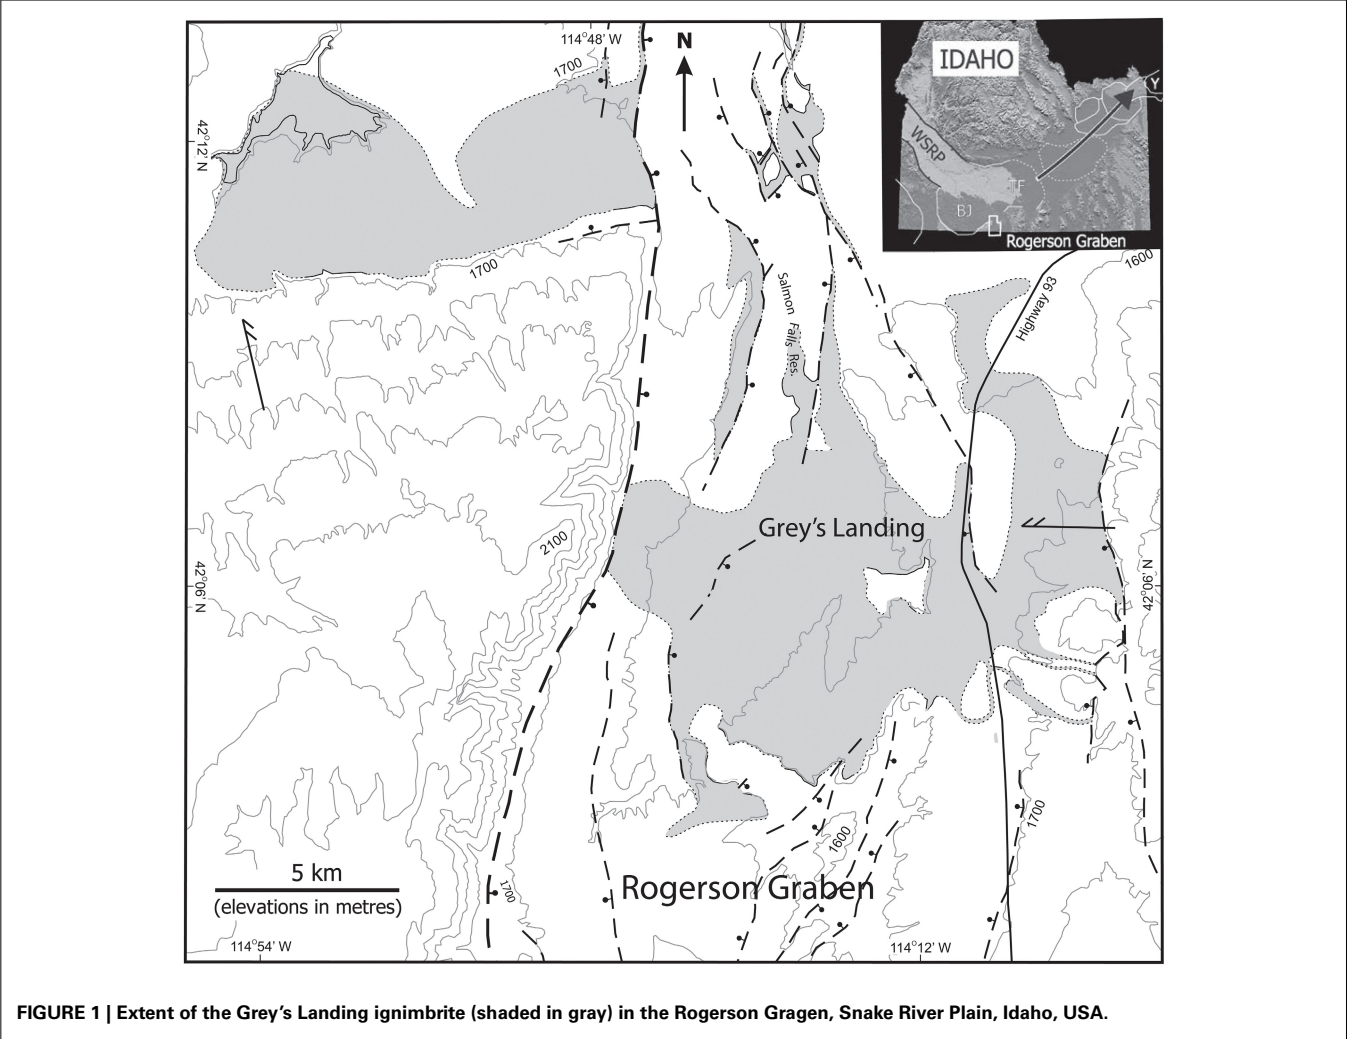 114°48' W
N
1700
IDAHO
Y
WSRP
TF
BJ
Rogerson Graben
42°12' N
1700
1600
Highway 93
Salmon Falls Res.
Grey's Landing
2100
42°06' N
42°06' N
1700
1600
5 km
(elevations in metres)
Rogerson Graben
1700
114°54' W
114°12' W
FIGURE 1 | Extent of the Grey's Landing ignimbrite (shaded in gray) in the Rogerson Gragen, Snake River Plain, Idaho, USA.